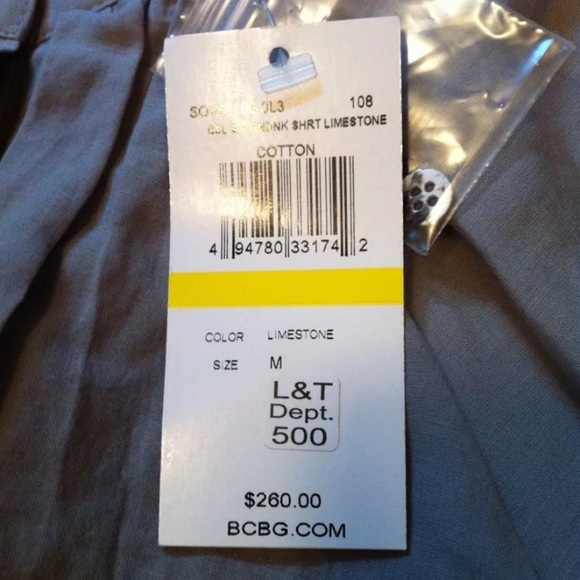 108
SHRT LIMESTONE
COTTON
4 94780 33174 2
COLOR LIMESTONE
SIZE M
L&T
Dept.
500
$260.00
BCBG.COM